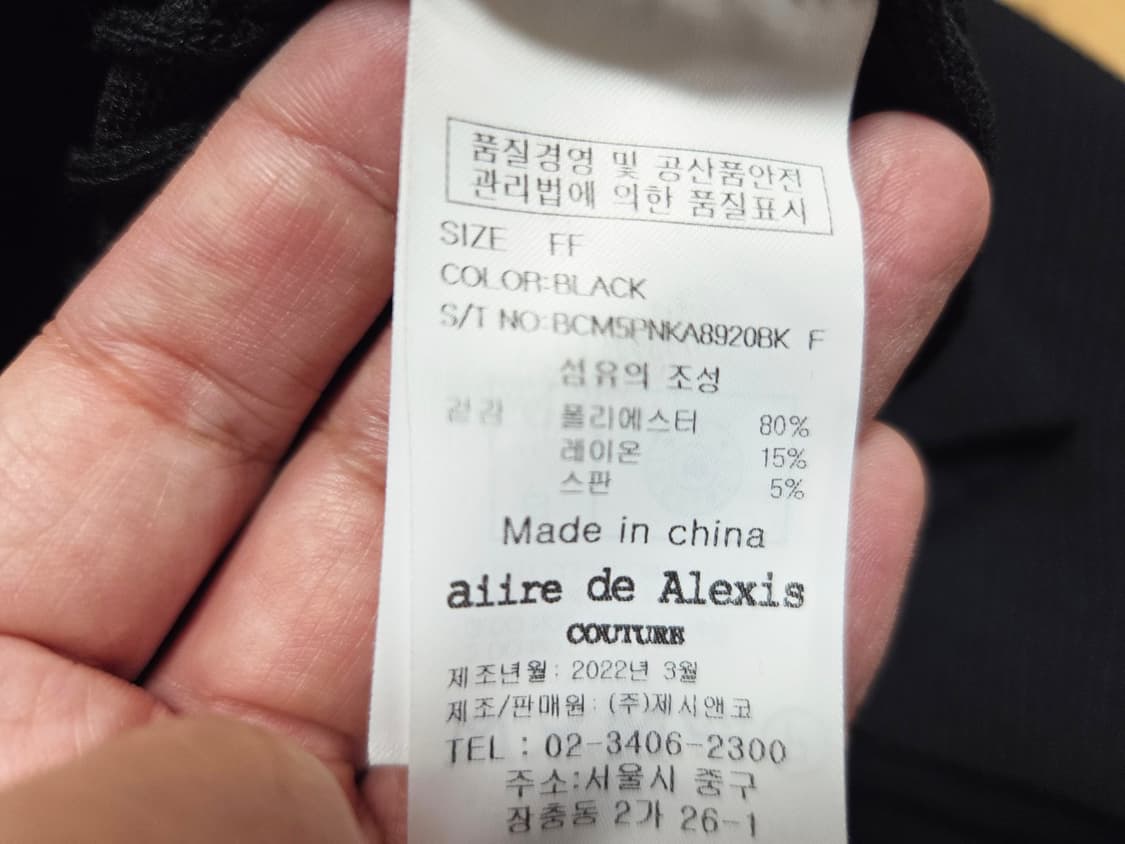 품질경영 및 공산품안전
관리법에 의한 품질표시
SIZE FF
COLOR:BLACK
S/T NO:BCM5PNKA8920BK F
섬유의 조성
겉감 폴리에스터 80%
레이온 15%
스판 5%
Made in china
aiire de Alexis
COUTURE
제조년월: 2022년 3월
제조/판매원: (주)제시앤코
TEL : 02-3406-2300
주소:서울시 중구
장충동 2가 26-1